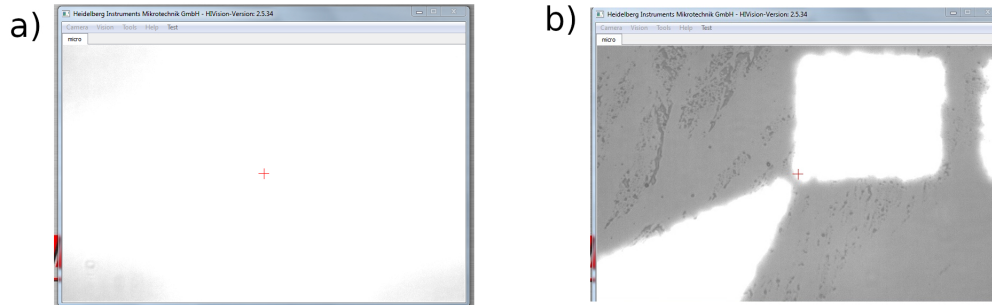 a)
Heidelberg Instruments Mikrotechnik GmbH - HIVision-Version: 2.5.34
Camera Vision Tools Help Test
micro
b)
Heidelberg Instruments Mikrotechnik GmbH - HIVision-Version: 2.5.34
Camera Vision Tools Help Test
micro